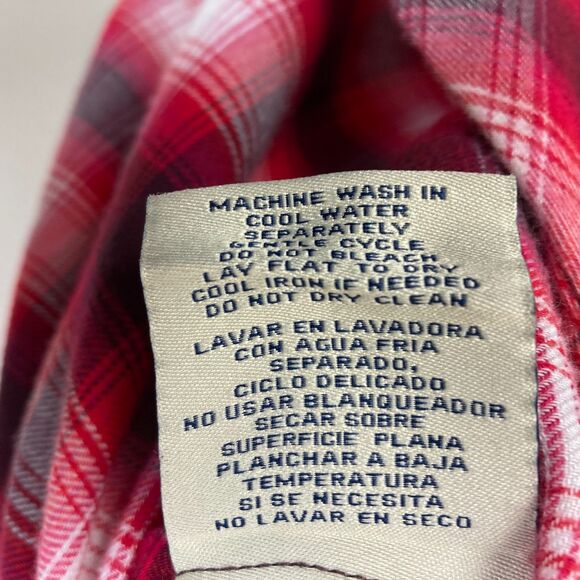 MACHINE WASH IN
COOL WATER
SEPARATELY
GENTLE CYCLE
DO NOT BLEACH
LAY FLAT TO DRY
COOL IRON IF NEEDED
DO NOT DRY CLEAN
LAVAR EN LAVADORA
CON AGUA FRIA
SEPARADO,
CICLO DELICADO
NO USAR BLANQUEADOR
SECAR SOBRE
SUPERFICIE PLANA
PLANCHAR A BAJA
TEMPERATURA
SI SE NECESITA
NO LAVAR EN SECO